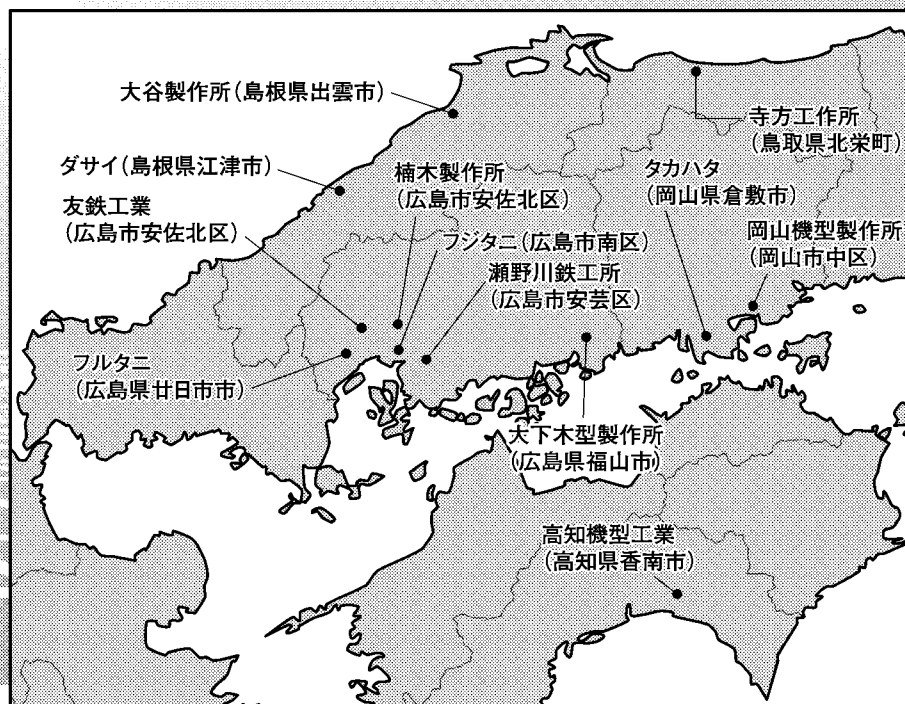 大谷製作所(島根県出雲市)
寺方工作所
(鳥取県北栄町)
ダサイ(島根県江津市)
楠木製作所
(広島市安佐北区)
タカハタ
(岡山県倉敷市)
友鉄工業
(広島市安佐北区)
フジタニ(広島市南区)
岡山機型製作所
(岡山市中区)
瀬野川鉄工所
(広島市安芸区)
フルタニ
(広島県廿日市市)
大下木型製作所
(広島県福山市)
高知機型工業
(高知県香南市)